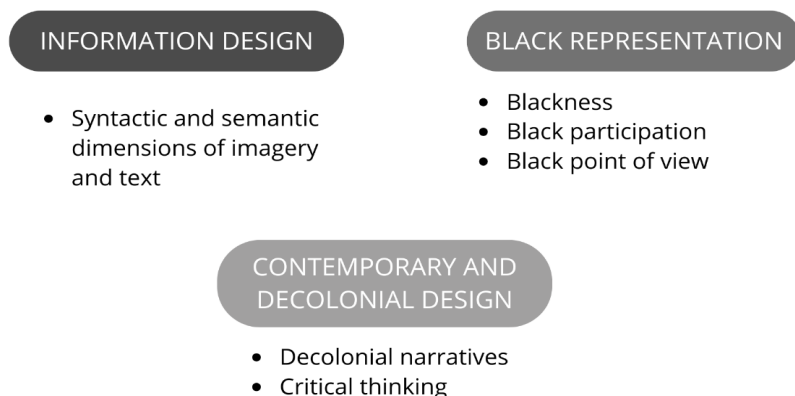 INFORMATION DESIGN
• Syntactic and semantic
dimensions of imagery
and text
BLACK REPRESENTATION
• Blackness
• Black participation
• Black point of view
CONTEMPORARY AND
DECOLONIAL DESIGN
• Decolonial narratives
• Critical thinking